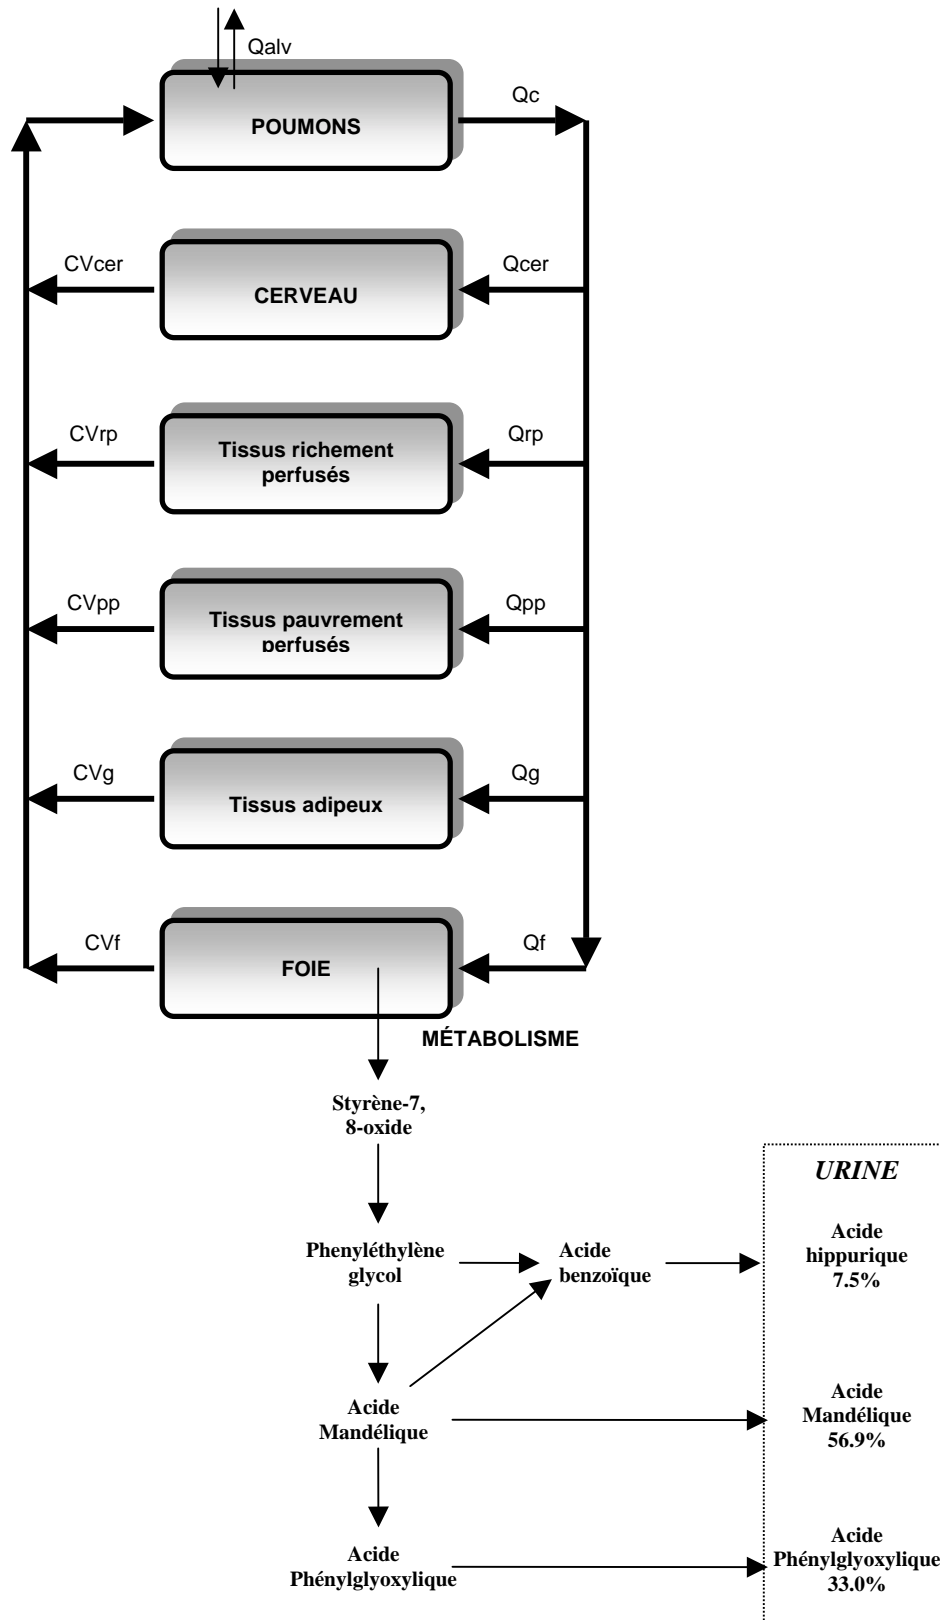 Qalv
Qc
POUMONS
CVcer
Qcer
CERVEAU
CVrp
Qrp
Tissus richement
perfusés
CVpp
Qpp
Tissus pauvrement
perfusés
CVg
Qg
Tissus adipeux
CVf
Qf
FOIE
MÉTABOLISME
Styrène-7,
8-oxide
URINE
Phenyléthylène
glycol
Acide
benzoïque
Acide
hippurique
7.5%
Acide
Mandélique
Acide
Mandélique
56.9%
Acide
Phénylglyoxylique
Acide
Phénylglyoxylique
33.0%